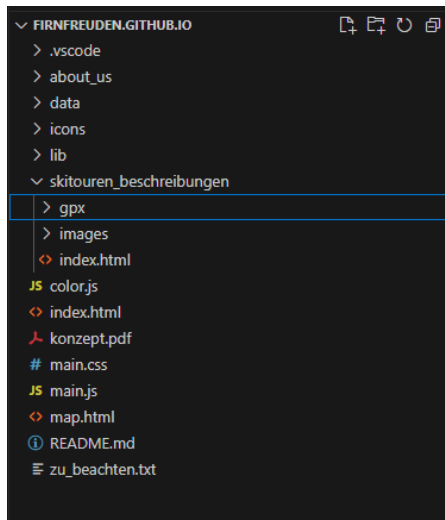 FIRNFREUDEN.GITHUB.IO
.vscode
about_us
data
icons
lib
skitouren_beschreibungen
gpx
images
<> index.html
JS color.js
<> index.html
konzept.pdf
# main.css
JS main.js
<> map.html
README.md
zu_beachten.txt